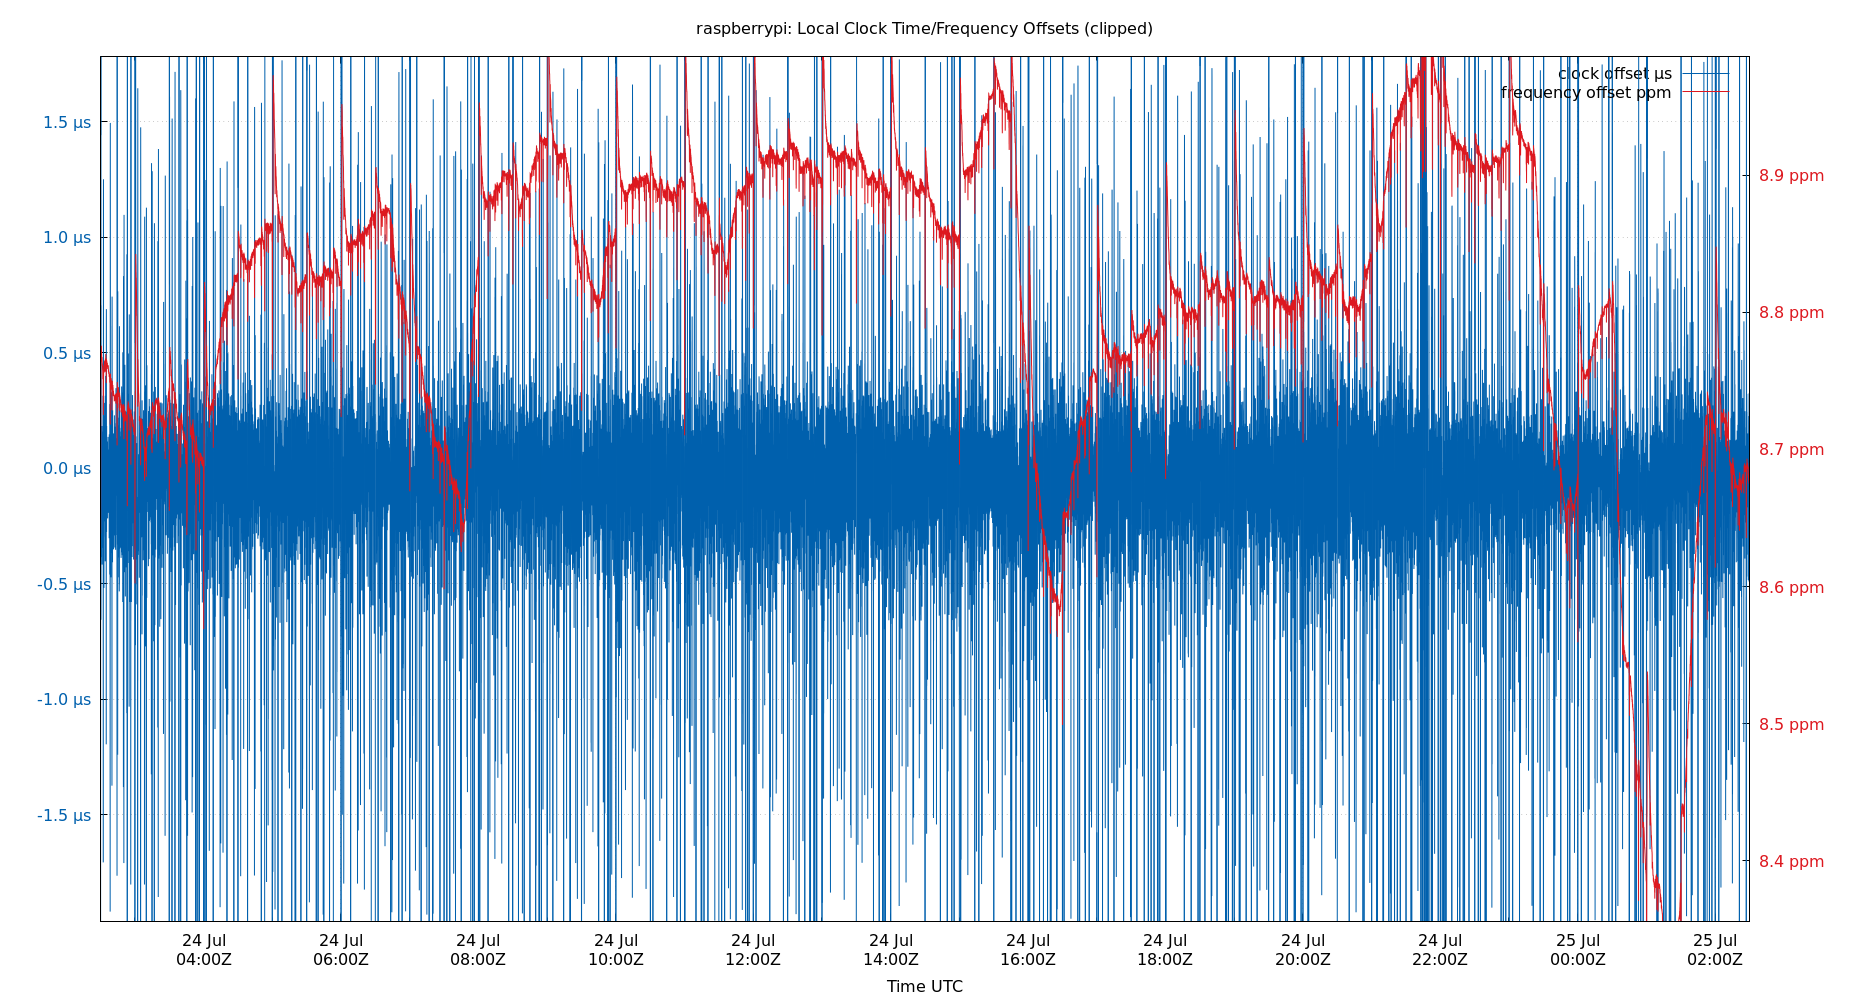 raspberrypi: Local Clock Time/Frequency Offsets (clipped)
clock offset µs
frequency offset ppm
1.5 µs
1.0 µs
0.5 µs
0.0 µs
-0.5 µs
-1.0 µs
-1.5 µs
8.9 ppm
8.8 ppm
8.7 ppm
8.6 ppm
8.5 ppm
8.4 ppm
24 Jul 24 Jul 24 Jul 24 Jul 24 Jul 24 Jul 24 Jul 24 Jul 24 Jul 24 Jul 25 Jul 25 Jul
04:00Z 06:00Z 08:00Z 10:00Z 12:00Z 14:00Z 16:00Z 18:00Z 20:00Z 22:00Z 00:00Z 02:00Z
Time UTC